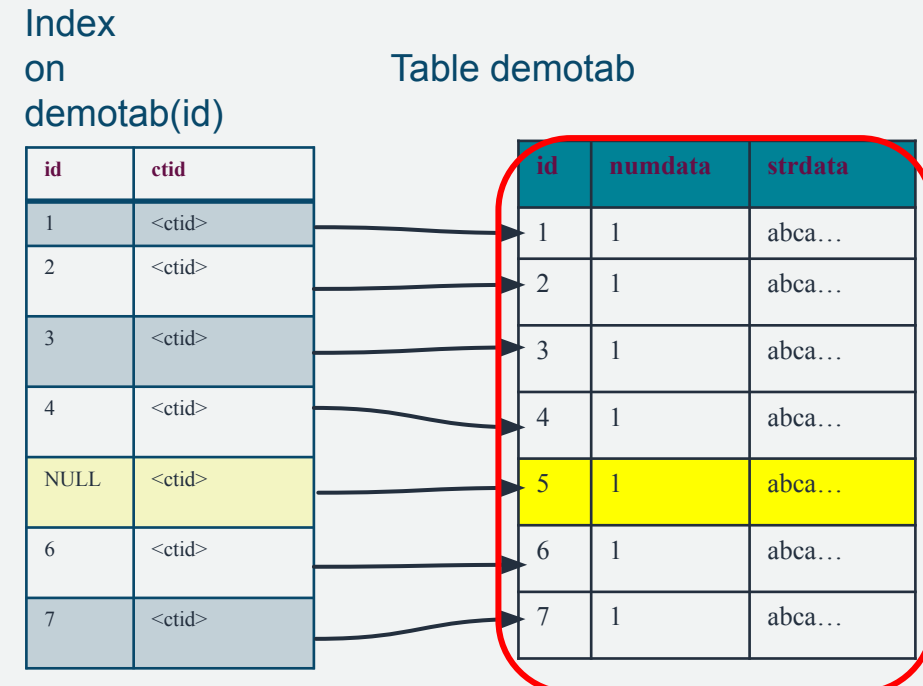 Index
on
demotab(id)
Table demotab
id ctid
1 <ctid>
2 <ctid>
3 <ctid>
4 <ctid>
NULL <ctid>
6 <ctid>
7 <ctid>
id numdata strdata
1 1 abca…
2 1 abca…
3 1 abca…
4 1 abca…
5 1 abca…
6 1 abca…
7 1 abca…